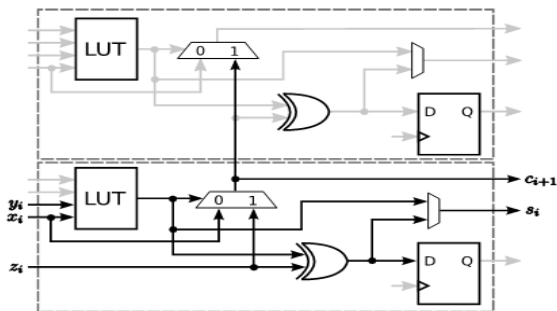 LUT
0 1
D Q
c_{i+1}
LUT
y_i
0 1
s_i
x_i
z_i
D Q